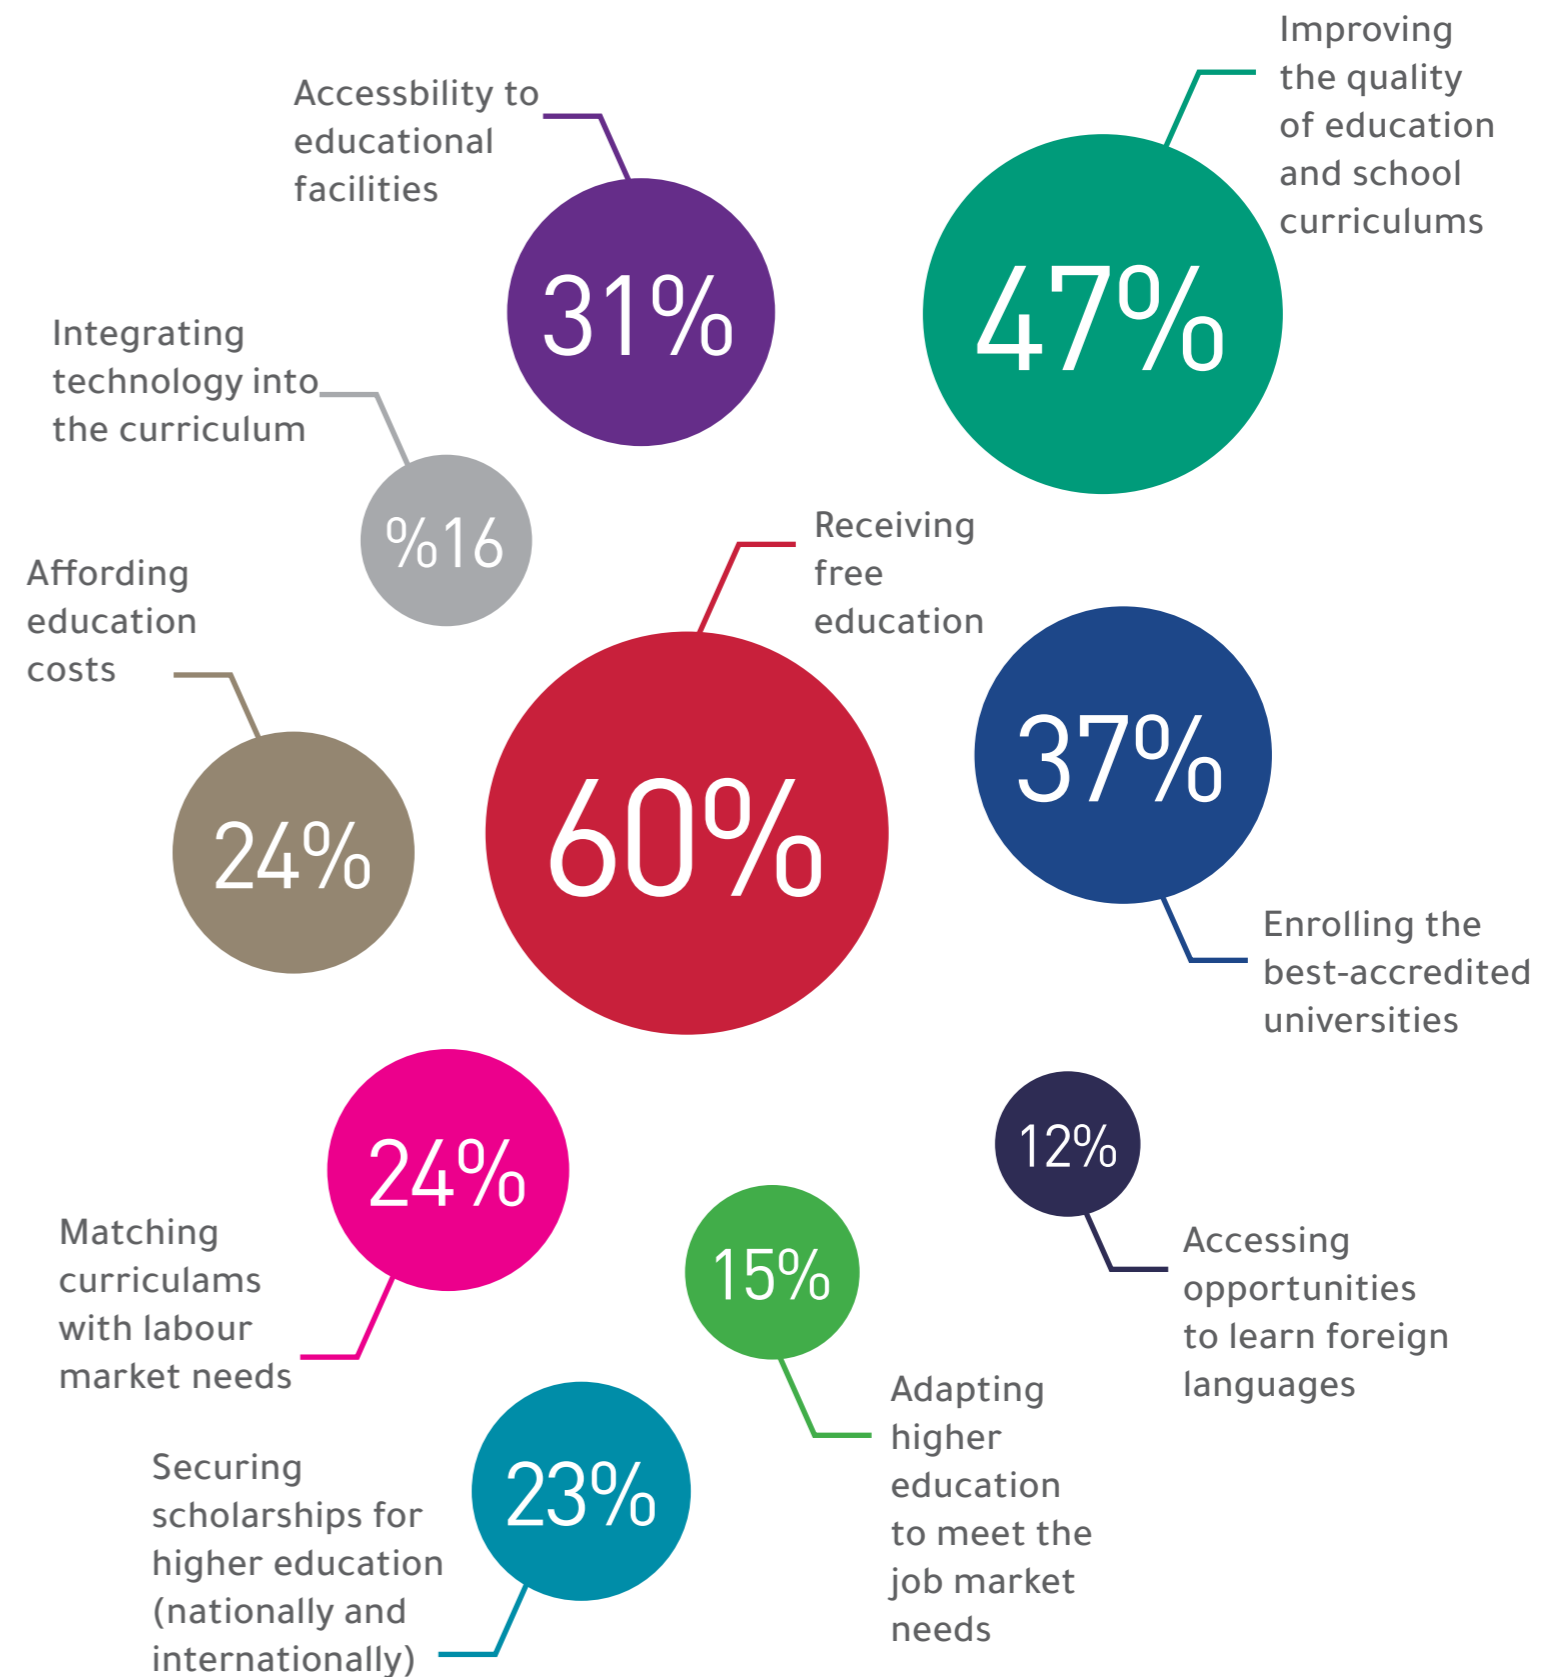 Improving
the quality
of education
and school
curriculums
47%
Accessbility to
educational
facilities
31%
Integrating
technology into
the curriculum
%16
Receiving
free
education
60%
Affording
education
costs
24%
37%
Enrolling the
best-accredited
universities
24%
Matching
curriculams
with labour
market needs
12%
Accessing
opportunities
to learn foreign
languages
15%
Adapting
higher
education
to meet the
job market
needs
23%
Securing
scholarships for
higher education
(nationally and
internationally)